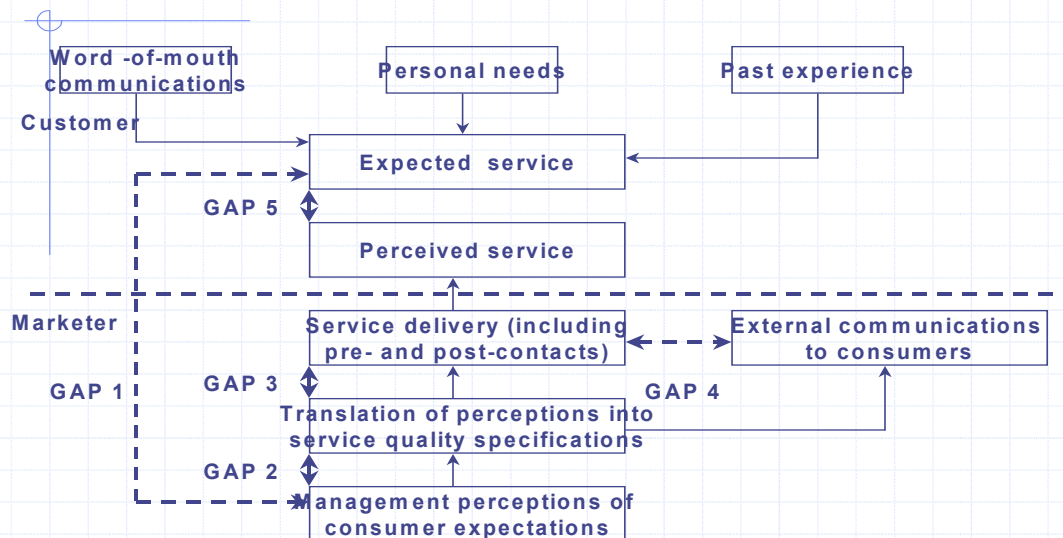 Word -of-mouth
communications
Personal needs
Past experience
Customer
Expected service
GAP 5
Perceived service
Marketer
Service delivery (including
pre- and post-contacts)
External communications
to consumers
GAP 1
GAP 3
GAP 4
Translation of perceptions into
service quality specifications
GAP 2
Management perceptions of
consumer expectations